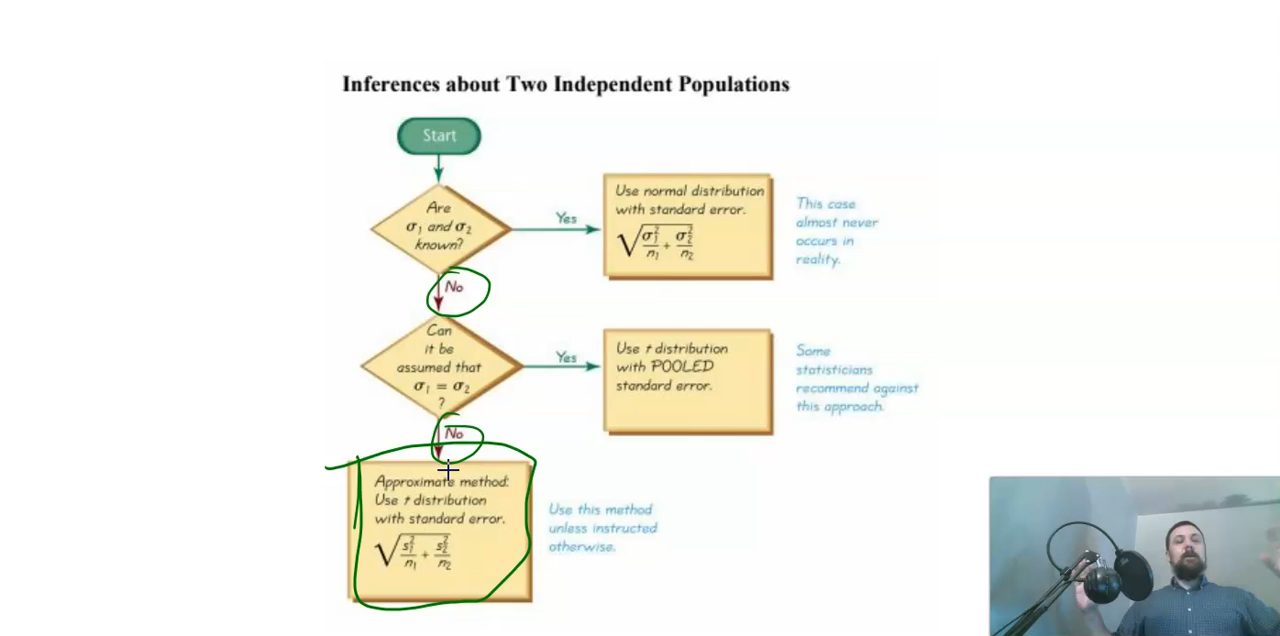 Inferences about Two Independent Populations
Start
Are
σ₁ and σ₂
known?
Yes
Use normal distribution
with standard error.
√(σ₁²/n₁ + σ₂²/n₂)
This case
almost never
occurs in
reality.
No
Can
it be
assumed that
σ₁ = σ₂
?
Yes
Use t distribution
with POOLED
standard error.
Some
statisticians
recommend against
this approach.
No
Approximate method:
Use t distribution
with standard error.
√(s₁²/n₁ + s₂²/n₂)
Use this method
unless instructed
otherwise.